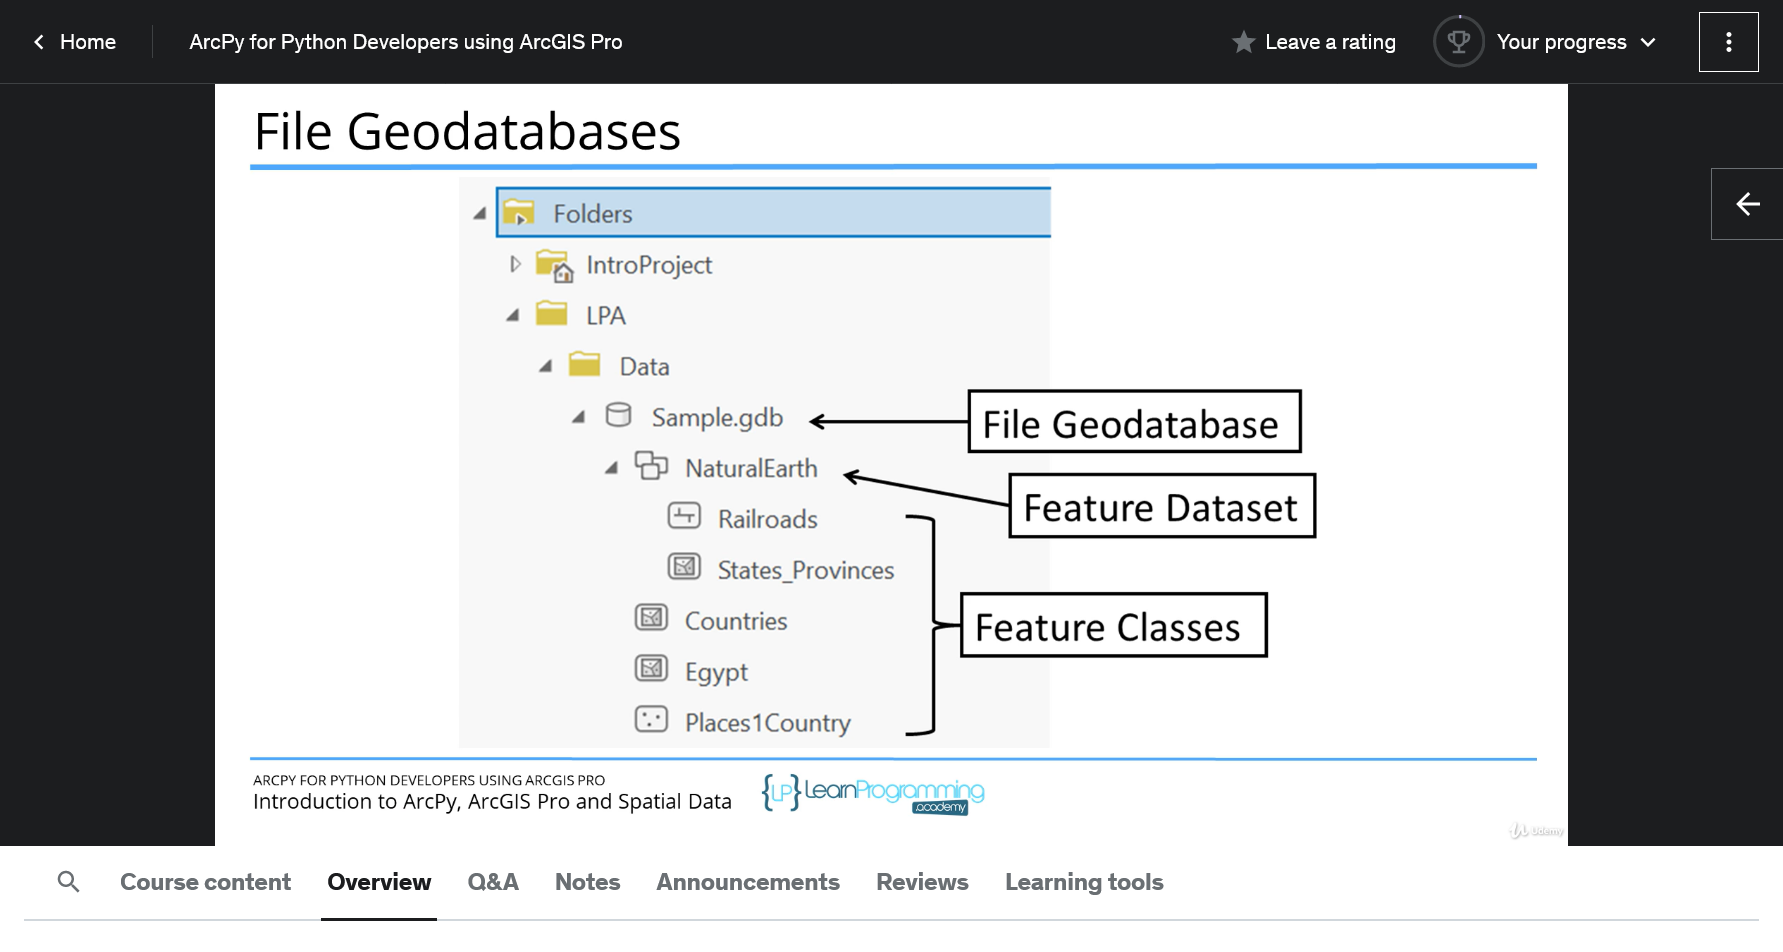 Home
ArcPy for Python Developers using ArcGIS Pro
Leave a rating
Your progress
File Geodatabases
Folders
IntroProject
LPA
Data
Sample.gdb
File Geodatabase
NaturalEarth
Feature Dataset
Railroads
States_Provinces
Countries
Feature Classes
Egypt
Places1Country
ARCPY FOR PYTHON DEVELOPERS USING ARCGIS PRO
Introduction to ArcPy, ArcGIS Pro and Spatial Data
{LP} LearnProgramming
.academy
Udemy
Course content
Overview
Q&A
Notes
Announcements
Reviews
Learning tools